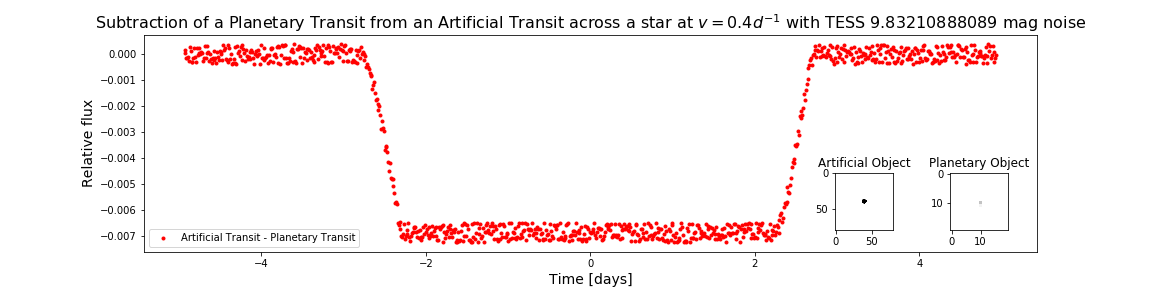 Subtraction of a Planetary Transit from an Artificial Transit across a star at v = 0.4d⁻¹ with TESS 9.83210888089 mag noise
Relative flux
0.000
−0.001
−0.002
−0.003
−0.004
−0.005
−0.006
−0.007
Artificial Transit - Planetary Transit
Artificial Object
0
50
0 50
Planetary Object
0
10
0 10
−4 −2 0 2 4
Time [days]